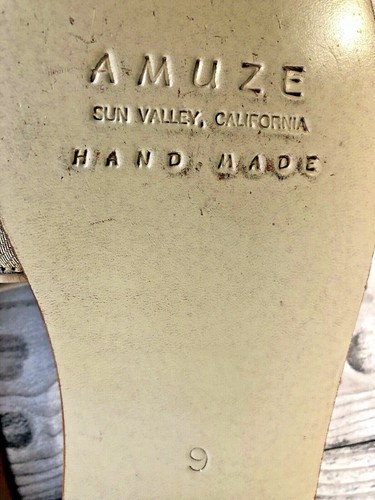 AMUZE
SUN VALLEY, CALIFORNIA
HAND MADE
9